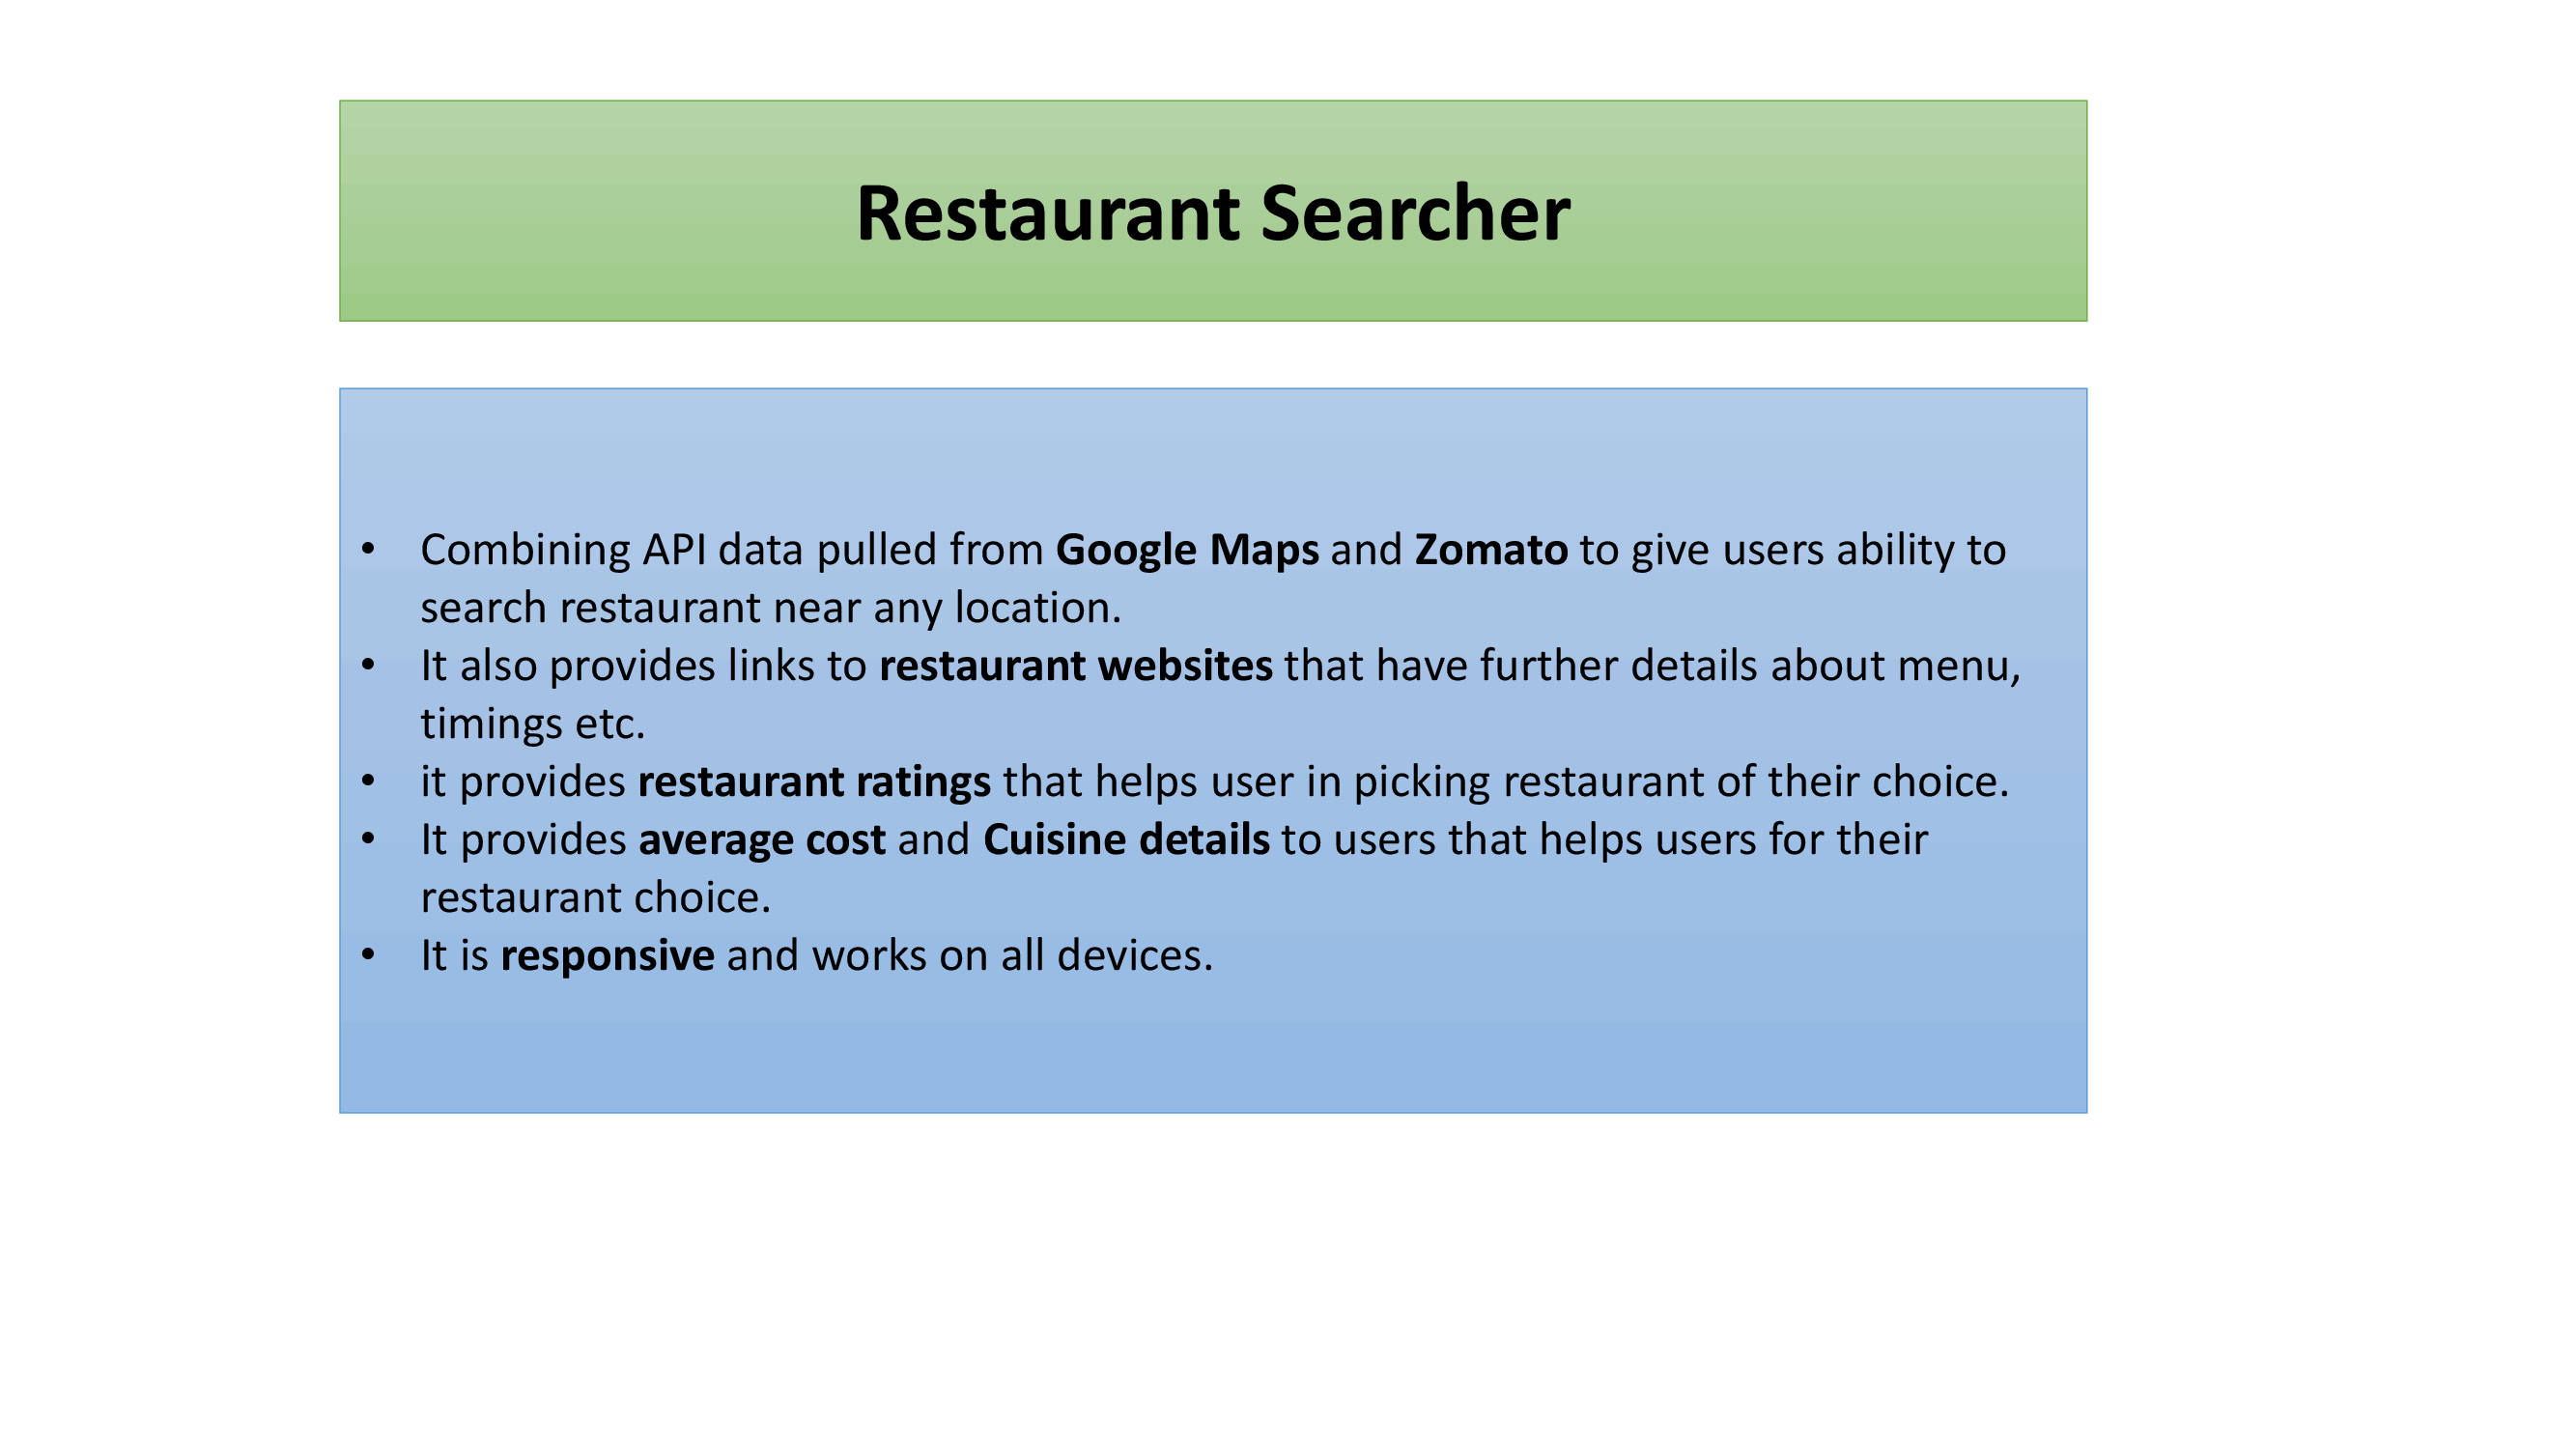 Restaurant Searcher
• Combining API data pulled from Google Maps and Zomato to give users ability to
search restaurant near any location.
• It also provides links to restaurant websites that have further details about menu,
timings etc.
• it provides restaurant ratings that helps user in picking restaurant of their choice.
• It provides average cost and Cuisine details to users that helps users for their
restaurant choice.
• It is responsive and works on all devices.